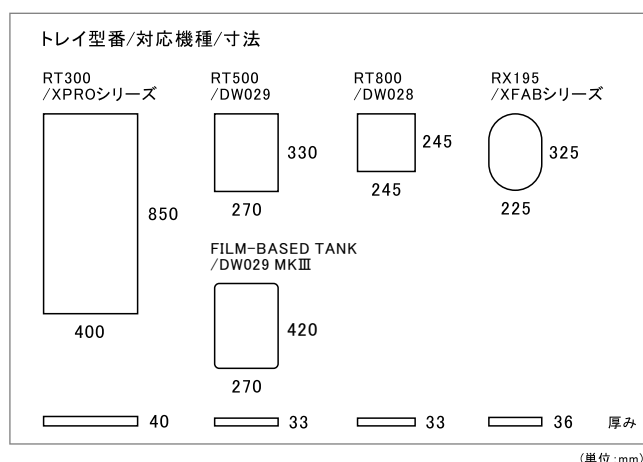 トレイ型番/対応機種/寸法
RT300
/XPROシリーズ
850
400
RT500
/DW029
330
270
RT800
/DW028
245
245
RX195
/XFABシリーズ
325
225
FILM-BASED TANK
/DW029 MKⅢ
420
270
40
33
33
36
厚み
(単位:mm)